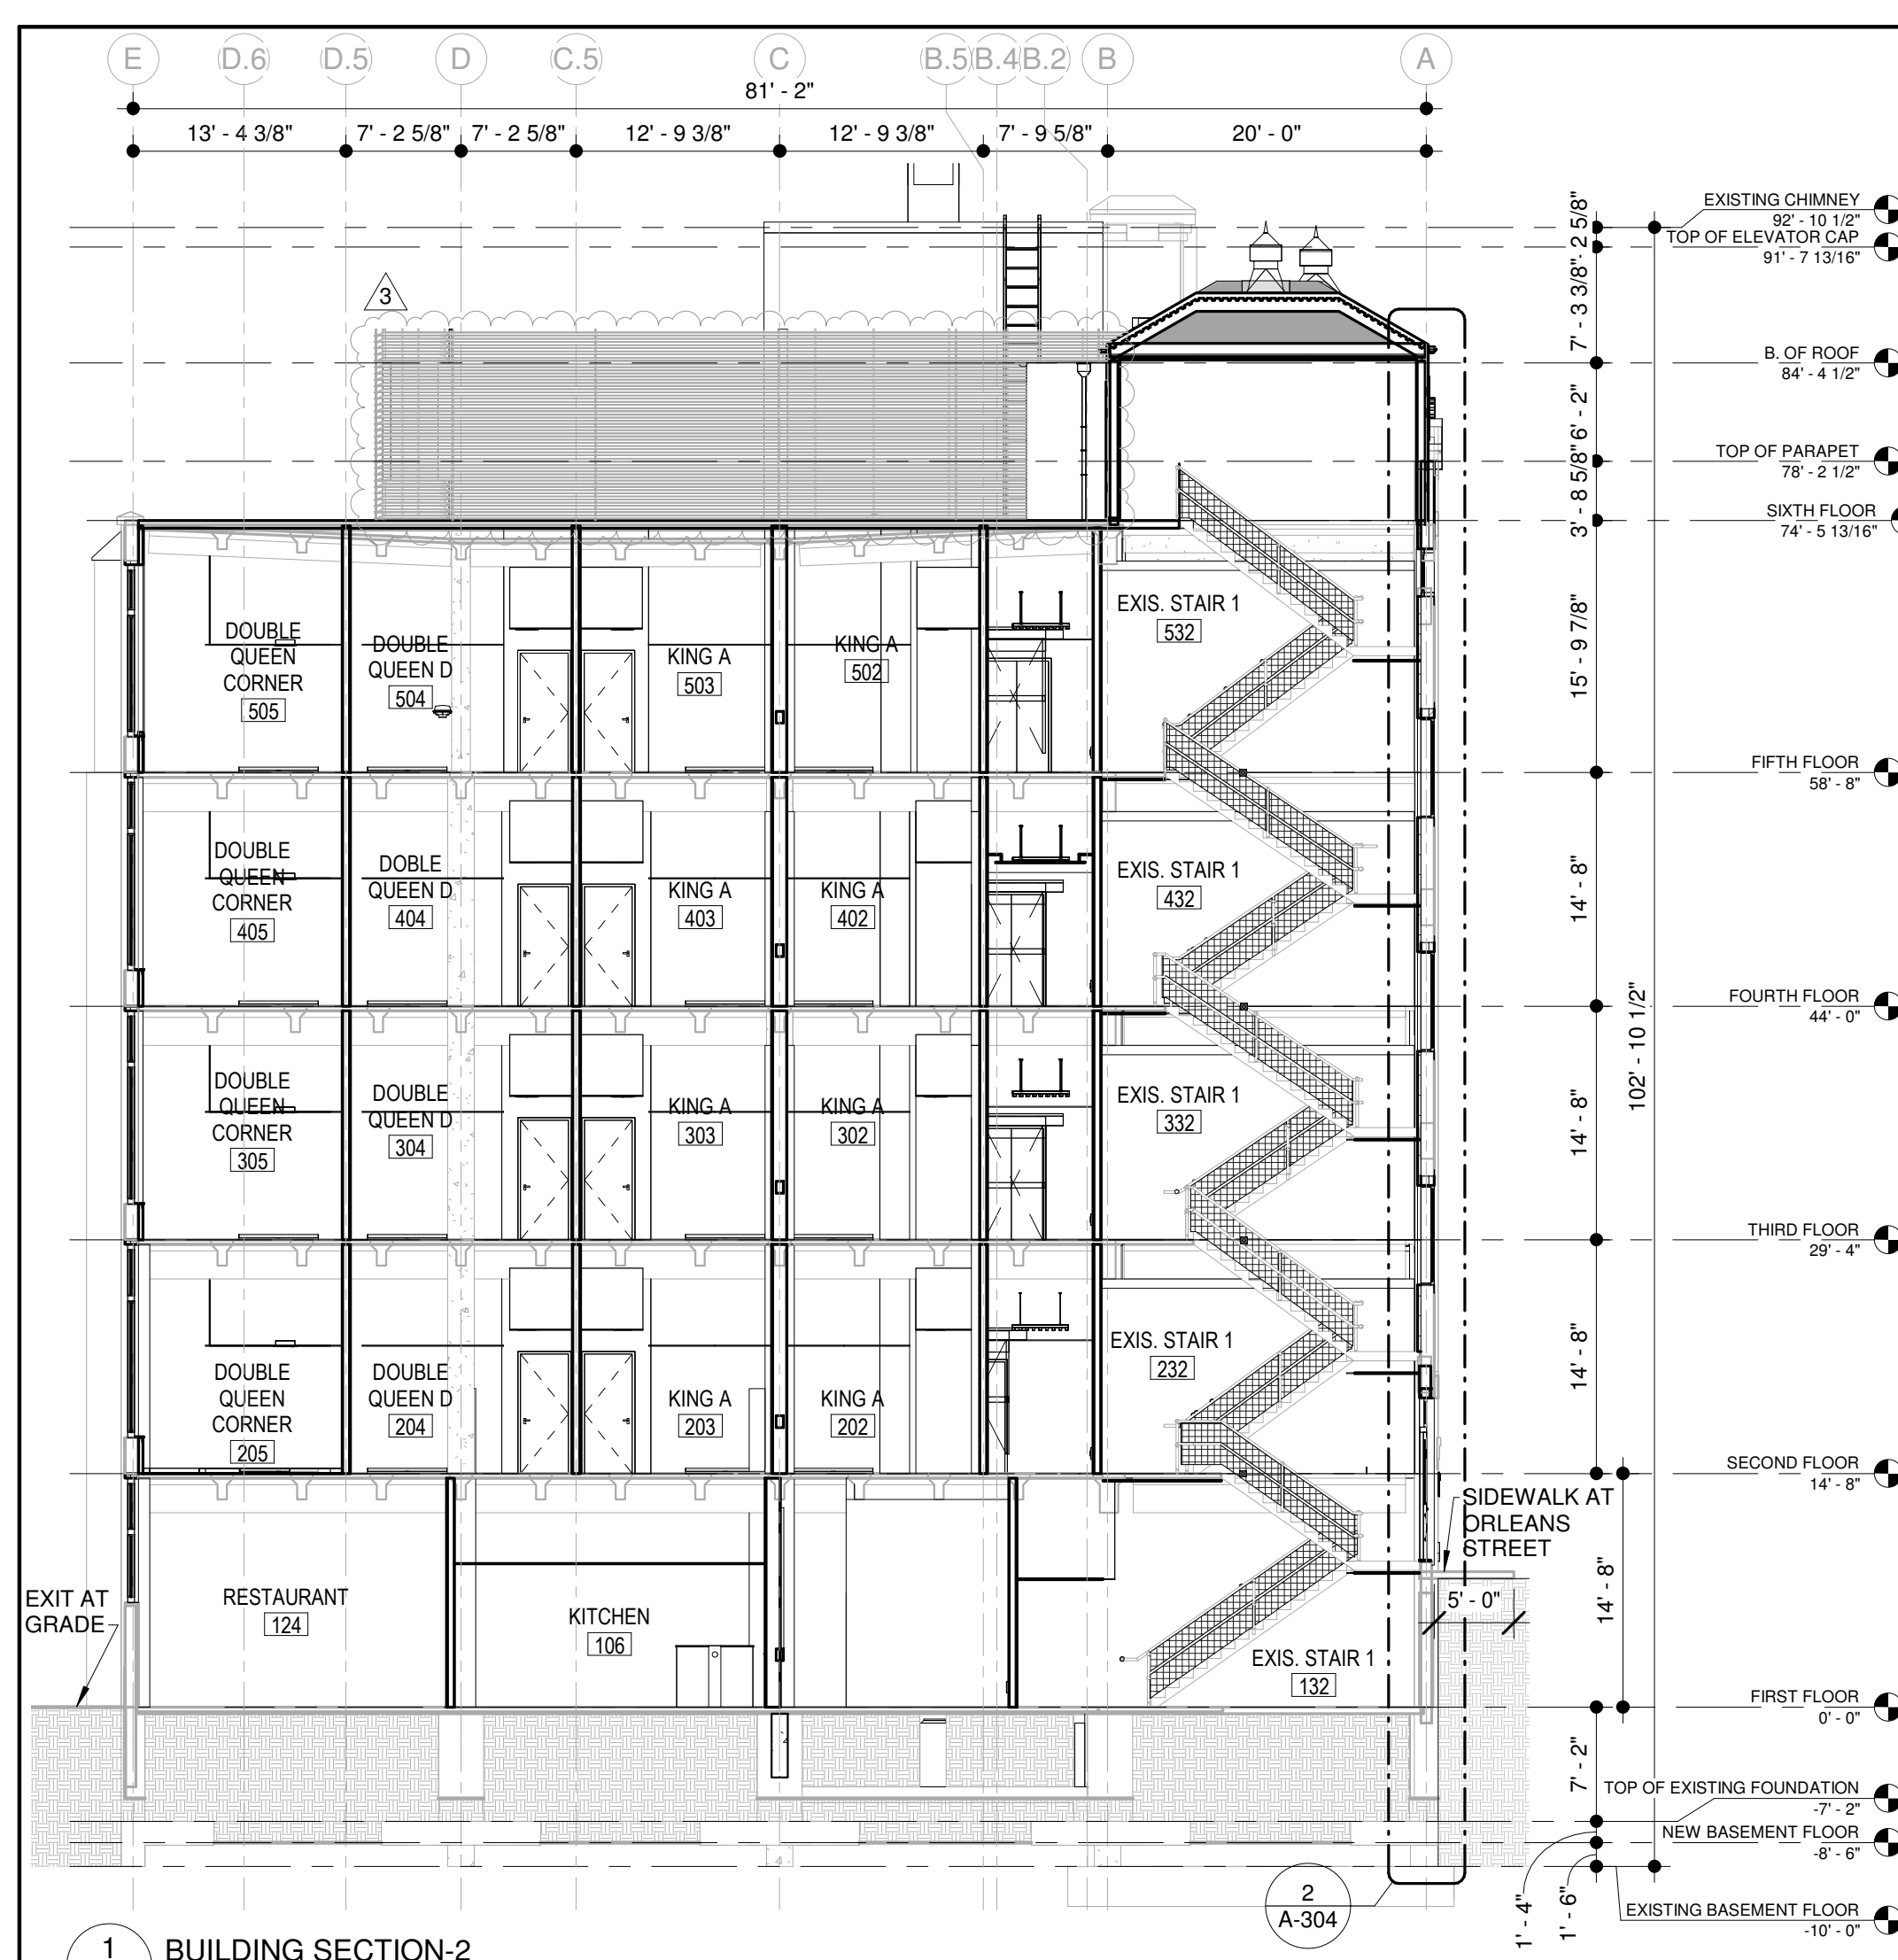 E D.6 D.5 D C.5 C B.5 B.4 B.2 B A
81' - 2"
13' - 4 3/8" 7' - 2 5/8" 7' - 2 5/8" 12' - 9 3/8" 12' - 9 3/8" 7' - 9 5/8" 20' - 0"
EXISTING CHIMNEY
92' - 10 1/2"
TOP OF ELEVATOR CAP
91' - 7 13/16"
B. OF ROOF
84' - 4 1/2"
TOP OF PARAPET
78' - 2 1/2"
SIXTH FLOOR
74' - 5 13/16"
FIFTH FLOOR
58' - 8"
FOURTH FLOOR
44' - 0"
THIRD FLOOR
29' - 4"
SECOND FLOOR
14' - 8"
FIRST FLOOR
0' - 0"
TOP OF EXISTING FOUNDATION
-7' - 2"
NEW BASEMENT FLOOR
-8' - 6"
EXISTING BASEMENT FLOOR
-10' - 0"
2 5/8"
7' - 3 3/8"
6' - 2"
3' - 8 5/8"
15' - 9 7/8"
14' - 8"
14' - 8"
14' - 8"
14' - 8"
7' - 2"
1' - 4"
1' - 6"
102' - 10 1/2"
3
DOUBLE
QUEEN
CORNER
505
DOUBLE
QUEEN D
504
KING A
503
KING A
502
EXIS. STAIR 1
532
DOUBLE
QUEEN
CORNER
405
DOBLE
QUEEN D
404
KING A
403
KING A
402
EXIS. STAIR 1
432
DOUBLE
QUEEN
CORNER
305
DOUBLE
QUEEN D
304
KING A
303
KING A
302
EXIS. STAIR 1
332
DOUBLE
QUEEN
CORNER
205
DOUBLE
QUEEN D
204
KING A
203
KING A
202
EXIS. STAIR 1
232
SIDEWALK AT
ORLEANS
STREET
5' - 0"
EXIT AT
GRADE
RESTAURANT
124
KITCHEN
106
EXIS. STAIR 1
132
2
A-304
1
BUILDING SECTION-2